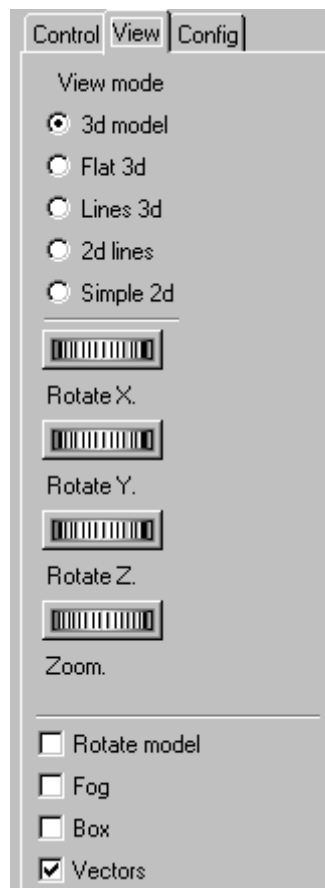 Control View Config
View mode
3d model
Flat 3d
Lines 3d
2d lines
Simple 2d
Rotate X.
Rotate Y.
Rotate Z.
Zoom.
Rotate model
Fog
Box
Vectors